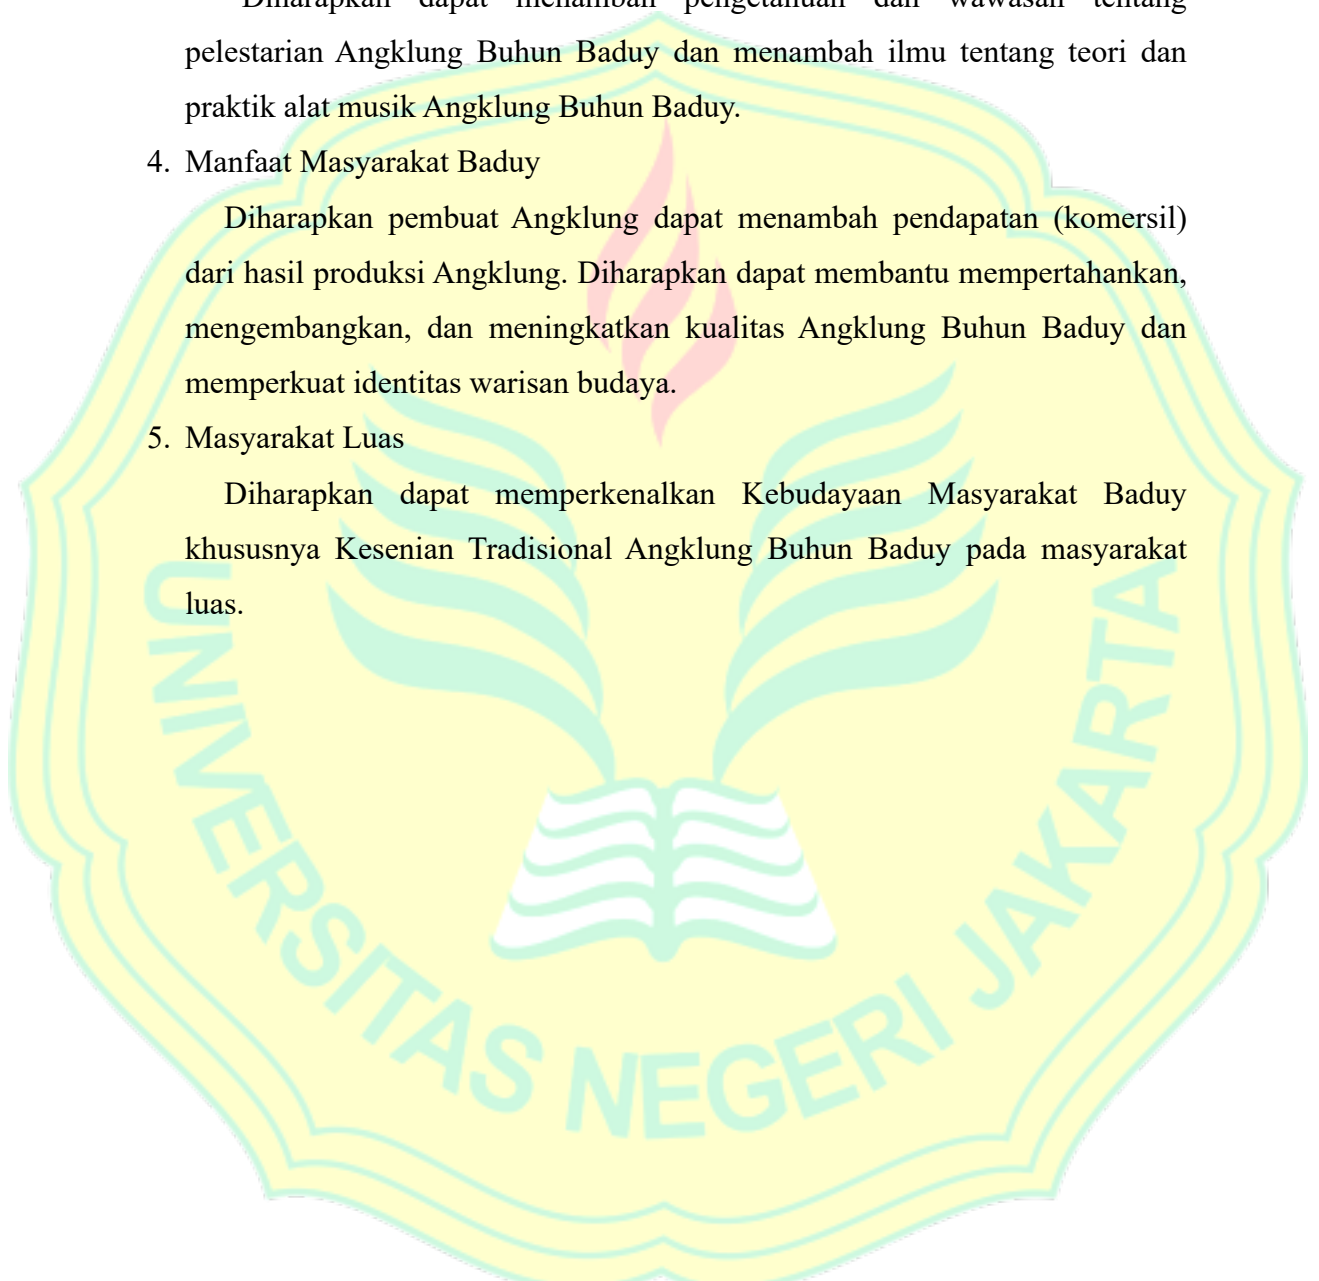 Diharapkan dapat menambah pengetahuan dan wawasan tentang
pelestarian Angklung Buhun Baduy dan menambah ilmu tentang teori dan
praktik alat musik Angklung Buhun Baduy.
4. Manfaat Masyarakat Baduy
Diharapkan pembuat Angklung dapat menambah pendapatan (komersil)
dari hasil produksi Angklung. Diharapkan dapat membantu mempertahankan,
mengembangkan, dan meningkatkan kualitas Angklung Buhun Baduy dan
memperkuat identitas warisan budaya.
5. Masyarakat Luas
Diharapkan dapat memperkenalkan Kebudayaan Masyarakat Baduy
khususnya Kesenian Tradisional Angklung Buhun Baduy pada masyarakat
luas.
UNIVERSITAS NEGERI JAKARTA